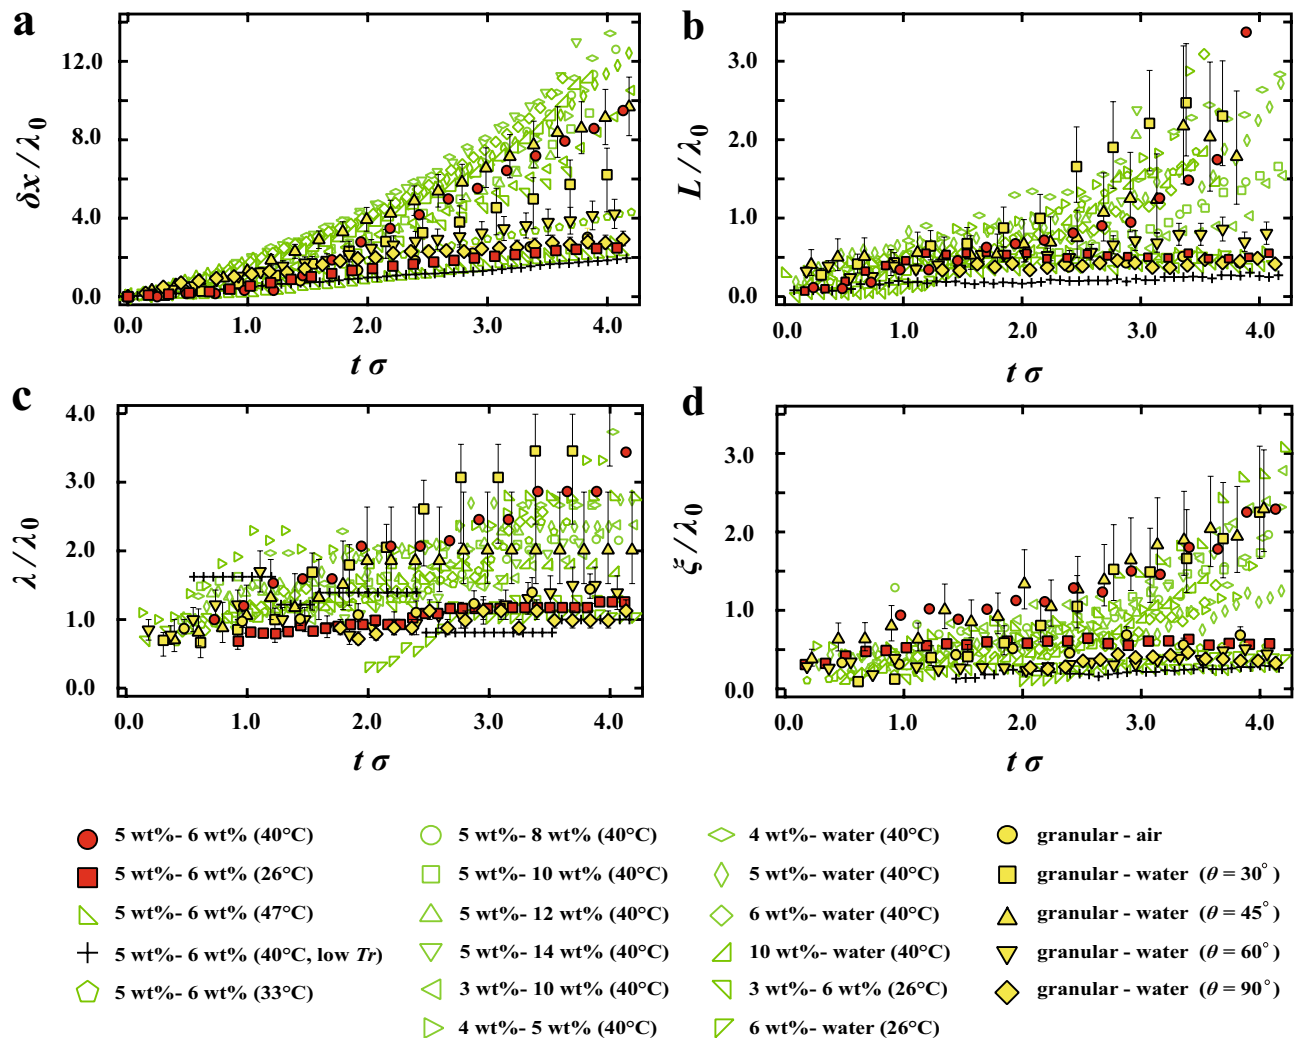 a
12.0
8.0
4.0
0.0
δx / λ0
0.0 1.0 2.0 3.0 4.0
t σ
b
3.0
2.0
1.0
0.0
L / λ0
0.0 1.0 2.0 3.0 4.0
t σ
c
4.0
3.0
2.0
1.0
0.0
λ / λ0
0.0 1.0 2.0 3.0 4.0
t σ
d
3.0
2.0
1.0
0.0
ξ / λ0
0.0 1.0 2.0 3.0 4.0
t σ
5 wt%- 6 wt% (40°C)
5 wt%- 6 wt% (26°C)
5 wt%- 6 wt% (47°C)
5 wt%- 6 wt% (40°C, low Tr)
5 wt%- 6 wt% (33°C)
5 wt%- 8 wt% (40°C)
5 wt%- 10 wt% (40°C)
5 wt%- 12 wt% (40°C)
5 wt%- 14 wt% (40°C)
3 wt%- 10 wt% (40°C)
4 wt%- 5 wt% (40°C)
4 wt%- water (40°C)
5 wt%- water (40°C)
6 wt%- water (40°C)
10 wt%- water (40°C)
3 wt%- 6 wt% (26°C)
6 wt%- water (26°C)
granular - air
granular - water (θ = 30°)
granular - water (θ = 45°)
granular - water (θ = 60°)
granular - water (θ = 90°)